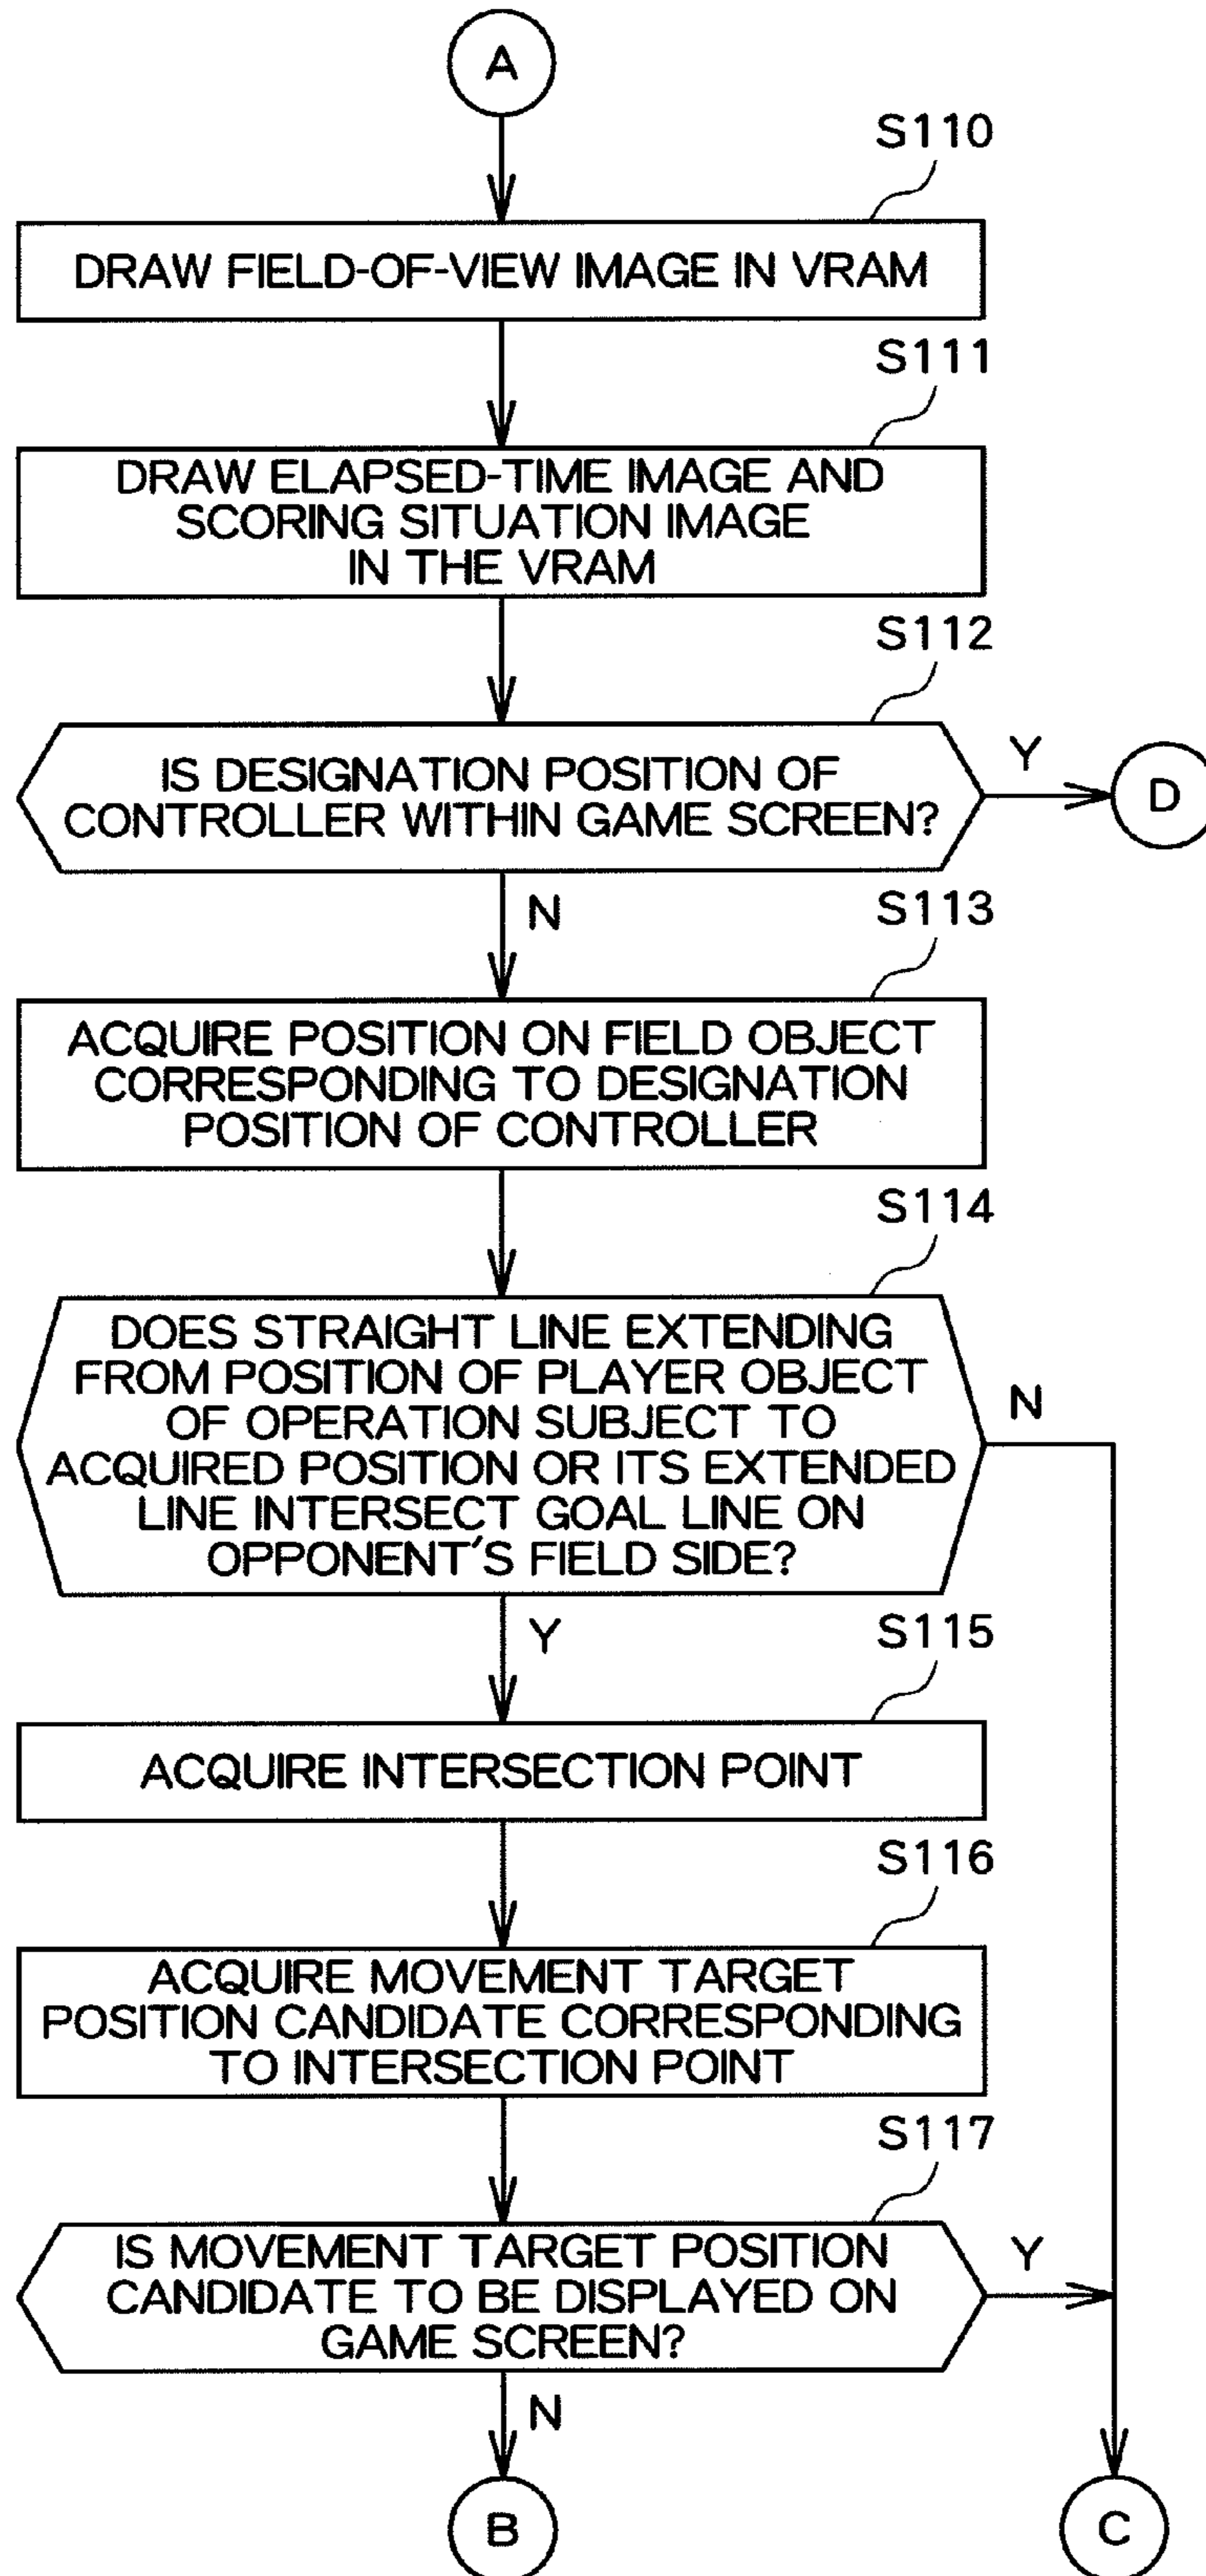 A
S110
DRAW FIELD-OF-VIEW IMAGE IN VRAM
S111
DRAW ELAPSED-TIME IMAGE AND
SCORING SITUATION IMAGE
IN THE VRAM
S112
IS DESIGNATION POSITION OF
CONTROLLER WITHIN GAME SCREEN?
Y
D
N
S113
ACQUIRE POSITION ON FIELD OBJECT
CORRESPONDING TO DESIGNATION
POSITION OF CONTROLLER
S114
DOES STRAIGHT LINE EXTENDING
FROM POSITION OF PLAYER OBJECT
OF OPERATION SUBJECT TO
ACQUIRED POSITION OR ITS EXTENDED
LINE INTERSECT GOAL LINE ON
OPPONENT'S FIELD SIDE?
N
Y
S115
ACQUIRE INTERSECTION POINT
S116
ACQUIRE MOVEMENT TARGET
POSITION CANDIDATE CORRESPONDING
TO INTERSECTION POINT
S117
IS MOVEMENT TARGET POSITION
CANDIDATE TO BE DISPLAYED ON
GAME SCREEN?
Y
N
B
C